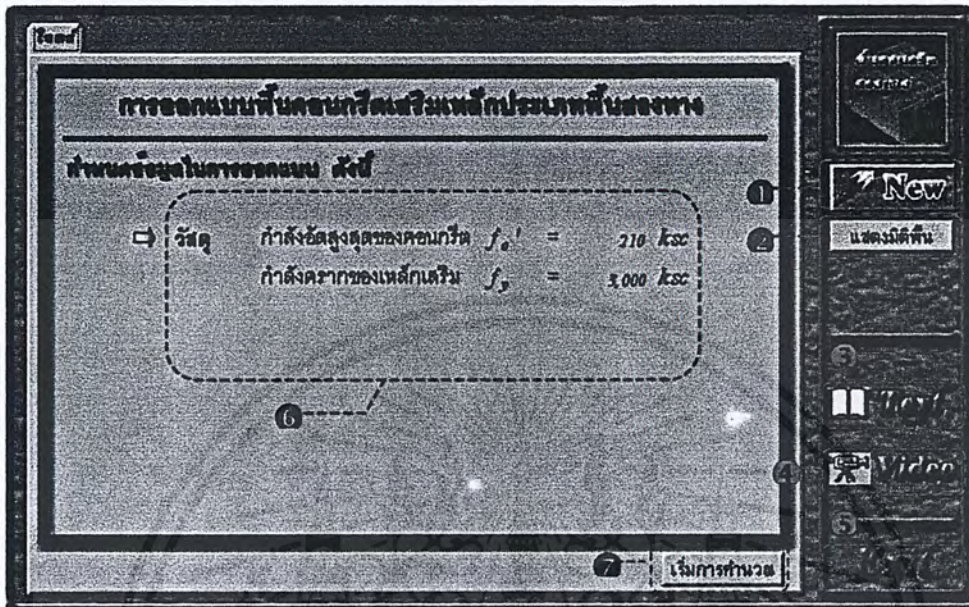 โจทย์
การออกแบบพื้นคอนกรีตเสริมเหล็กประเภทพื้นสองทาง
กำหนดข้อมูลในการออกแบบ ดังนี้
วัสดุ กำลังอัดสูงสุดของคอนกรีต fc' = 210 ksc
กำลังครากของเหล็กเสริม fy = 3,000 ksc
เริ่มการคำนวณ
1 New
2 แสดงมิติพื้น
3 Text
4 Video
5
6
7